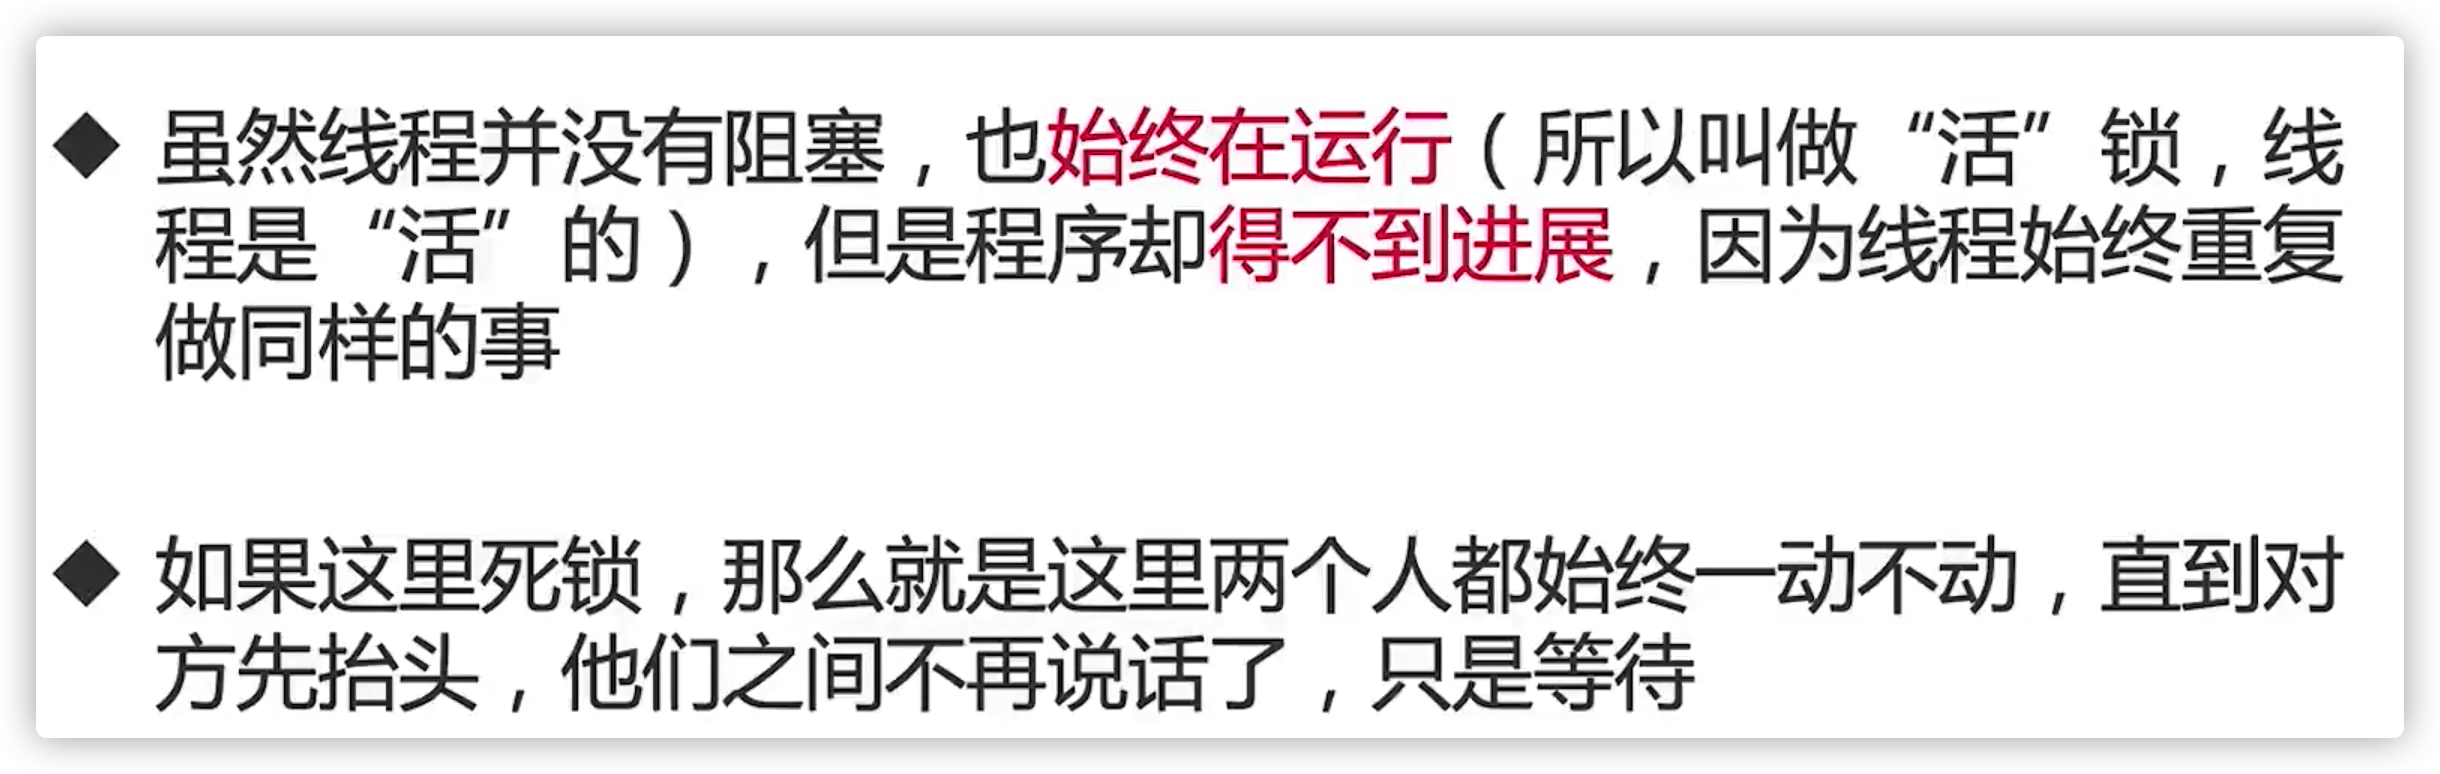 ◆ 虽然线程并没有阻塞，也始终在运行（所以叫做“活”锁，线
程是“活”的），但是程序却得不到进展，因为线程始终重复
做同样的事
◆ 如果这里死锁，那么就是这里两个人都始终一动不动，直到对
方先抬头，他们之间不再说话了，只是等待